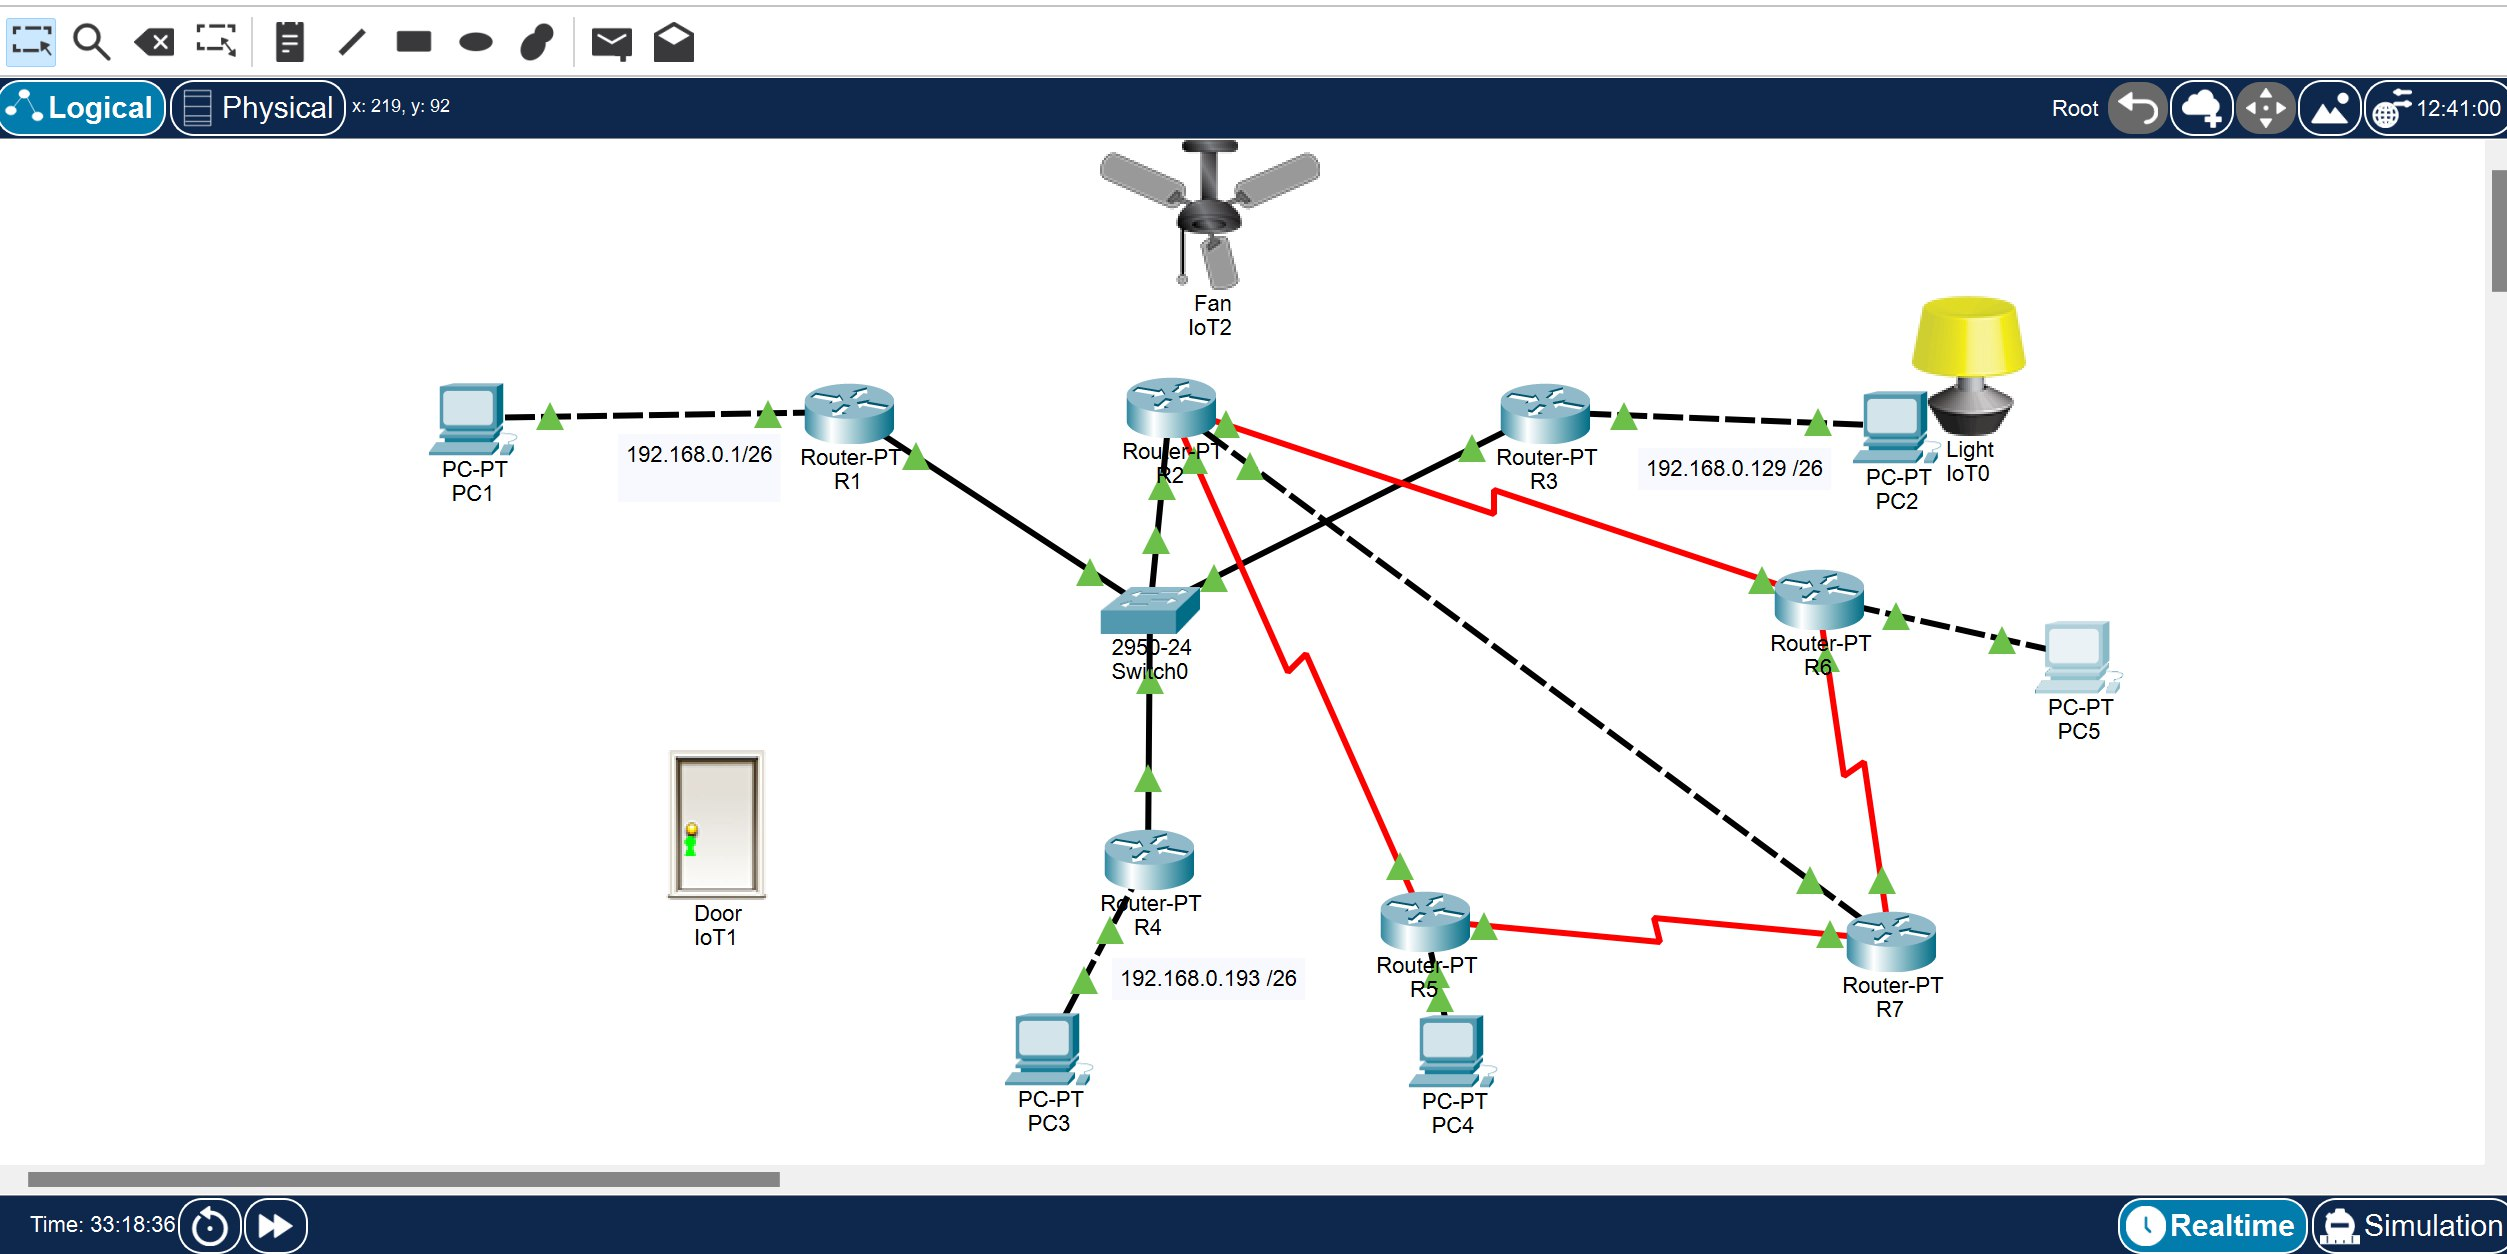 Logical
Physical
x: 219, y: 92
Root
12:41:00
Fan
IoT2
PC-PT
PC1
192.168.0.1/26
Router-PT
R1
Router-PT
R2
Router-PT
R3
192.168.0.129 /26
PC-PT
PC2
Light
IoT0
2950-24
Switch0
Router-PT
R6
PC-PT
PC5
Door
IoT1
Router-PT
R4
192.168.0.193 /26
Router-PT
R5
Router-PT
R7
PC-PT
PC3
PC-PT
PC4
Time: 33:18:36
Realtime
Simulation